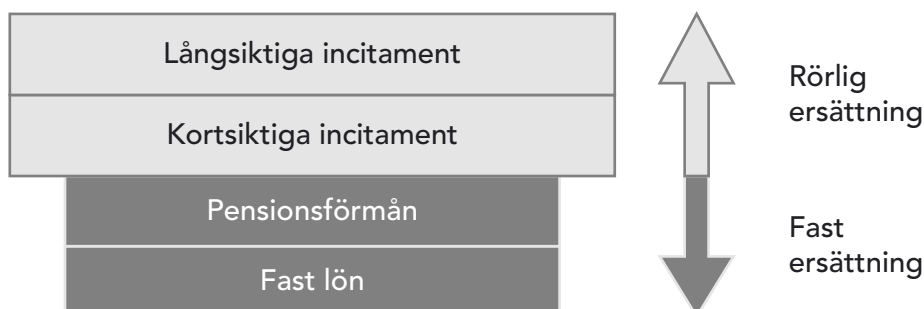 Långsiktiga incitament
Kortsiktiga incitament
Pensionsförmån
Fast lön
Rörlig
ersättning
Fast
ersättning